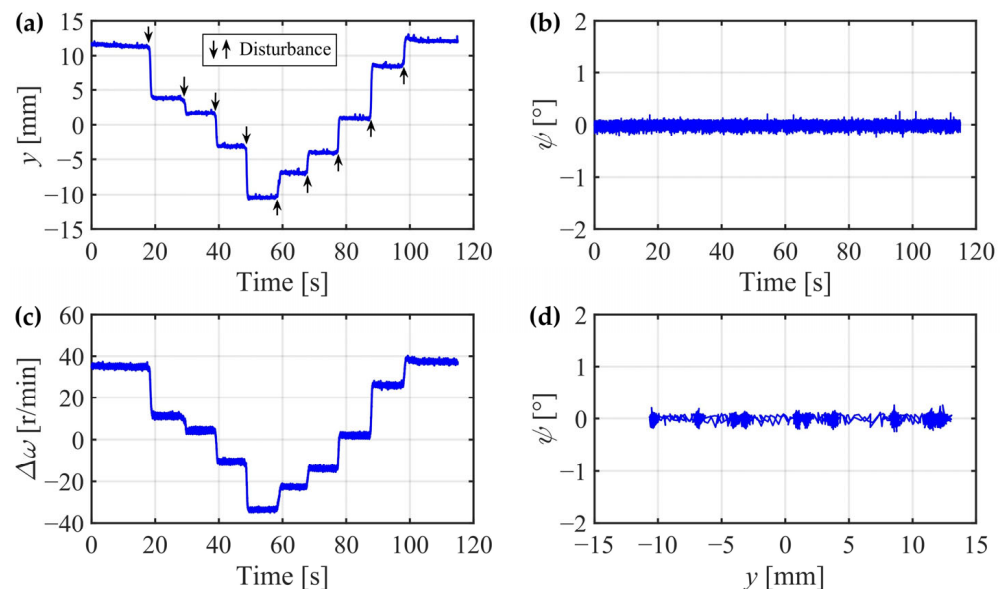 (a)
15
10
5
0
−5
−10
−15
y [mm]
↓↑ Disturbance
0 20 40 60 80 100 120
Time [s]
(b)
2
1
0
−1
−2
ψ [°]
0 20 40 60 80 100 120
Time [s]
(c)
60
40
20
0
−20
−40
Δω [r/min]
0 20 40 60 80 100 120
Time [s]
(d)
2
1
0
−1
−2
ψ [°]
−15 −10 −5 0 5 10 15
y [mm]